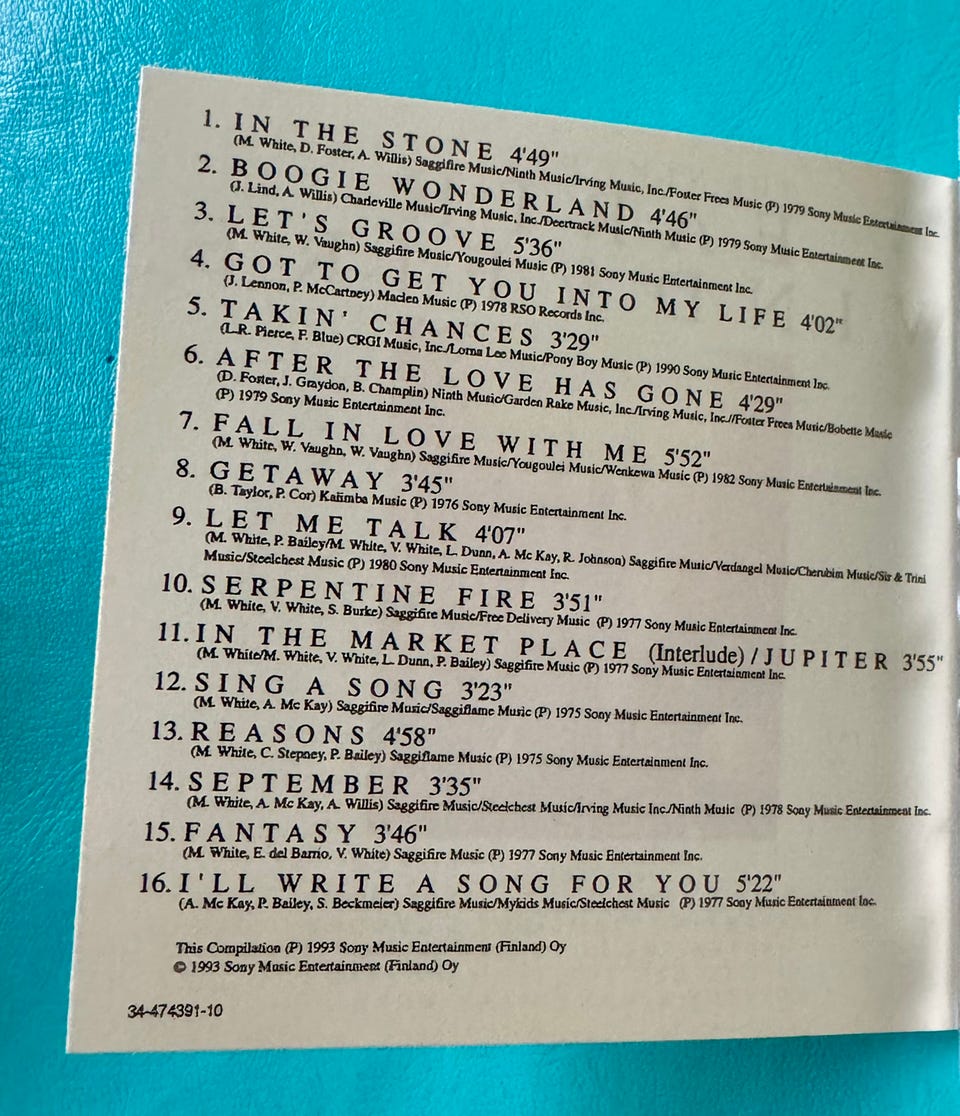 1. IN THE STONE 4'49"
(M. White, D. Foster, A. Willis) Saggifire Music/Ninth Music/Irving Music, Inc./Foster Frees Music (P) 1979 Sony Music Entertainment Inc.
2. BOOGIE WONDERLAND 4'46"
(J. Lind, A. Willis) Charleville Music/Irving Music, Inc./Deertrack Music/Ninth Music (P) 1979 Sony Music Entertainment Inc.
3. LET'S GROOVE 5'36"
(M. White, W. Vaughn) Saggifire Music/Yougoulei Music (P) 1981 Sony Music Entertainment Inc.
4. GOT TO GET YOU INTO MY LIFE 4'02"
(J. Lennon, P. McCartney) Maclen Music (P) 1978 RSO Records Inc.
5. TAKIN' CHANCES 3'29"
(L.R. Pierce, F. Blue) CRGI Music, Inc./Lorna Lee Music/Pony Boy Music (P) 1990 Sony Music Entertainment Inc.
6. AFTER THE LOVE HAS GONE 4'29"
(D. Foster, J. Graydon, B. Champlin) Ninth Music/Garden Rake Music, Inc./Irving Music, Inc.//Foster Frees Music/Bobette Music
(P) 1979 Sony Music Entertainment Inc.
7. FALL IN LOVE WITH ME 5'52"
(M. White, W. Vaughn, W. Vaughn) Saggifire Music/Yougoulei Music/Wenkewa Music (P) 1982 Sony Music Entertainment Inc.
8. GETAWAY 3'45"
(B. Taylor, P. Cor) Kalimba Music (P) 1976 Sony Music Entertainment Inc.
9. LET ME TALK 4'07"
(M. White, P. Bailey/M. White, V. White, L. Dunn, A. Mc Kay, R. Johnson) Saggifire Music/Verdangel Music/Cherubim Music/Sir & Trini
Music/Steelchest Music (P) 1980 Sony Music Entertainment Inc.
10. SERPENTINE FIRE 3'51"
(M. White, V. White, S. Burke) Saggifire Music/Free Delivery Music (P) 1977 Sony Music Entertainment Inc.
11. IN THE MARKET PLACE (Interlude) / JUPITER 3'55"
(M. White/M. White, V. White, L. Dunn, P. Bailey) Saggifire Music (P) 1977 Sony Music Entertainment Inc.
12. SING A SONG 3'23"
(M. White, A. Mc Kay) Saggifire Music/Saggiflame Music (P) 1975 Sony Music Entertainment Inc.
13. REASONS 4'58"
(M. White, C. Stepney, P. Bailey) Saggiflame Music (P) 1975 Sony Music Entertainment Inc.
14. SEPTEMBER 3'35"
(M. White, A. Mc Kay, A. Willis) Saggifire Music/Steelchest Music/Irving Music Inc./Ninth Music (P) 1978 Sony Music Entertainment Inc.
15. FANTASY 3'46"
(M. White, E. del Barrio, V. White) Saggifire Music (P) 1977 Sony Music Entertainment Inc.
16. I'LL WRITE A SONG FOR YOU 5'22"
(A. Mc Kay, P. Bailey, S. Beckmeier) Saggifire Music/Mykids Music/Steelchest Music (P) 1977 Sony Music Entertainment Inc.
This Compilation (P) 1993 Sony Music Entertainment (Finland) Oy
© 1993 Sony Music Entertainment (Finland) Oy
34-474391-10